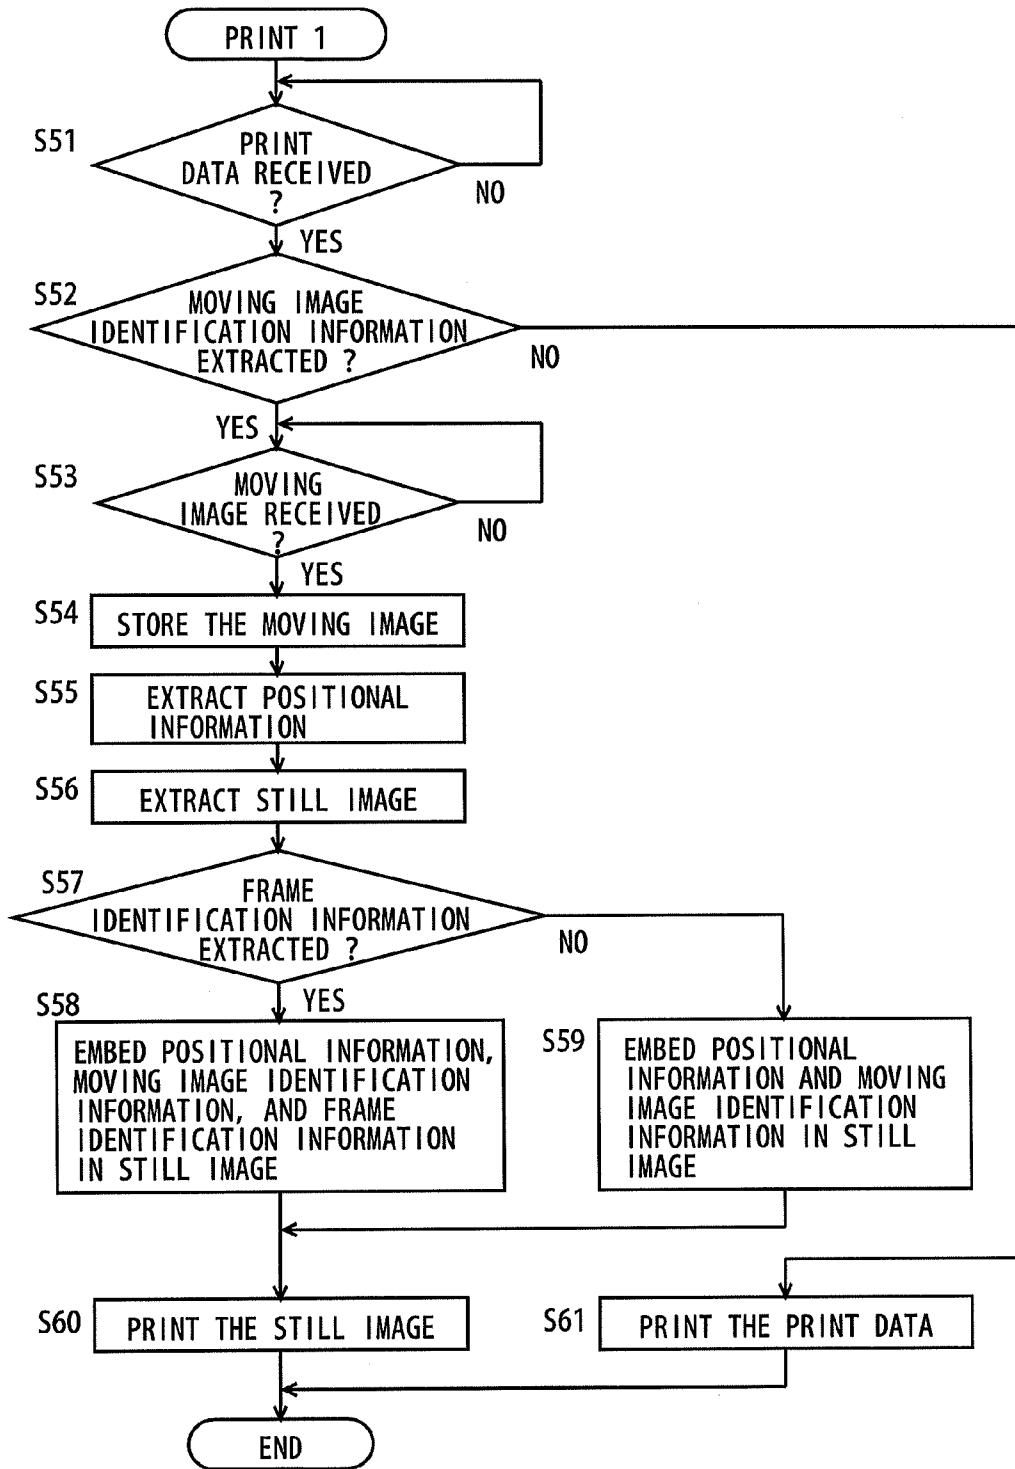 PRINT 1
S51
PRINT
DATA RECEIVED
?
NO
YES
S52
MOVING IMAGE
IDENTIFICATION INFORMATION
EXTRACTED ?
NO
YES
S53
MOVING
IMAGE RECEIVED
?
NO
YES
S54
STORE THE MOVING IMAGE
S55
EXTRACT POSITIONAL
INFORMATION
S56
EXTRACT STILL IMAGE
S57
FRAME
IDENTIFICATION INFORMATION
EXTRACTED ?
NO
YES
S58
EMBED POSITIONAL INFORMATION,
MOVING IMAGE IDENTIFICATION
INFORMATION, AND FRAME
IDENTIFICATION INFORMATION
IN STILL IMAGE
S59
EMBED POSITIONAL
INFORMATION AND MOVING
IMAGE IDENTIFICATION
INFORMATION IN STILL
IMAGE
S60
PRINT THE STILL IMAGE
S61
PRINT THE PRINT DATA
END